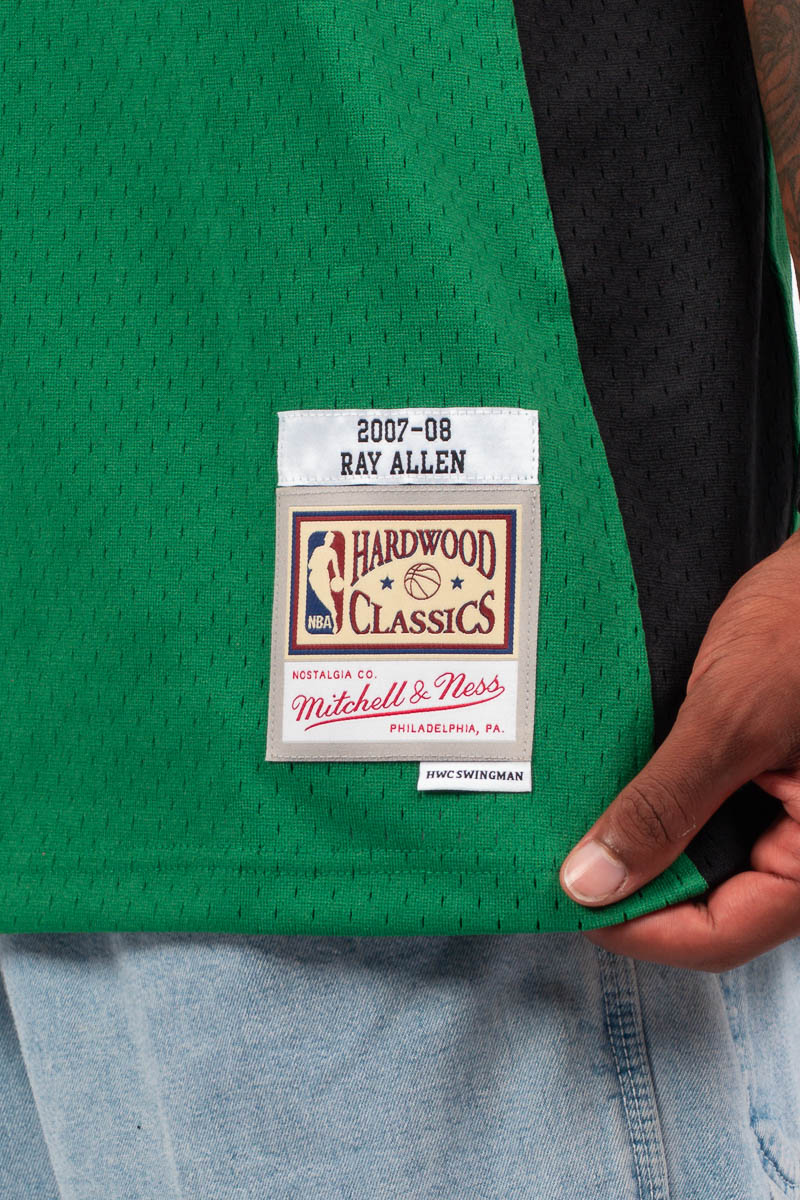 2007-08
RAY ALLEN
HARDWOOD
NBA
CLASSICS
NOSTALGIA CO.
Mitchell & Ness
PHILADELPHIA, PA.
HWC SWINGMAN